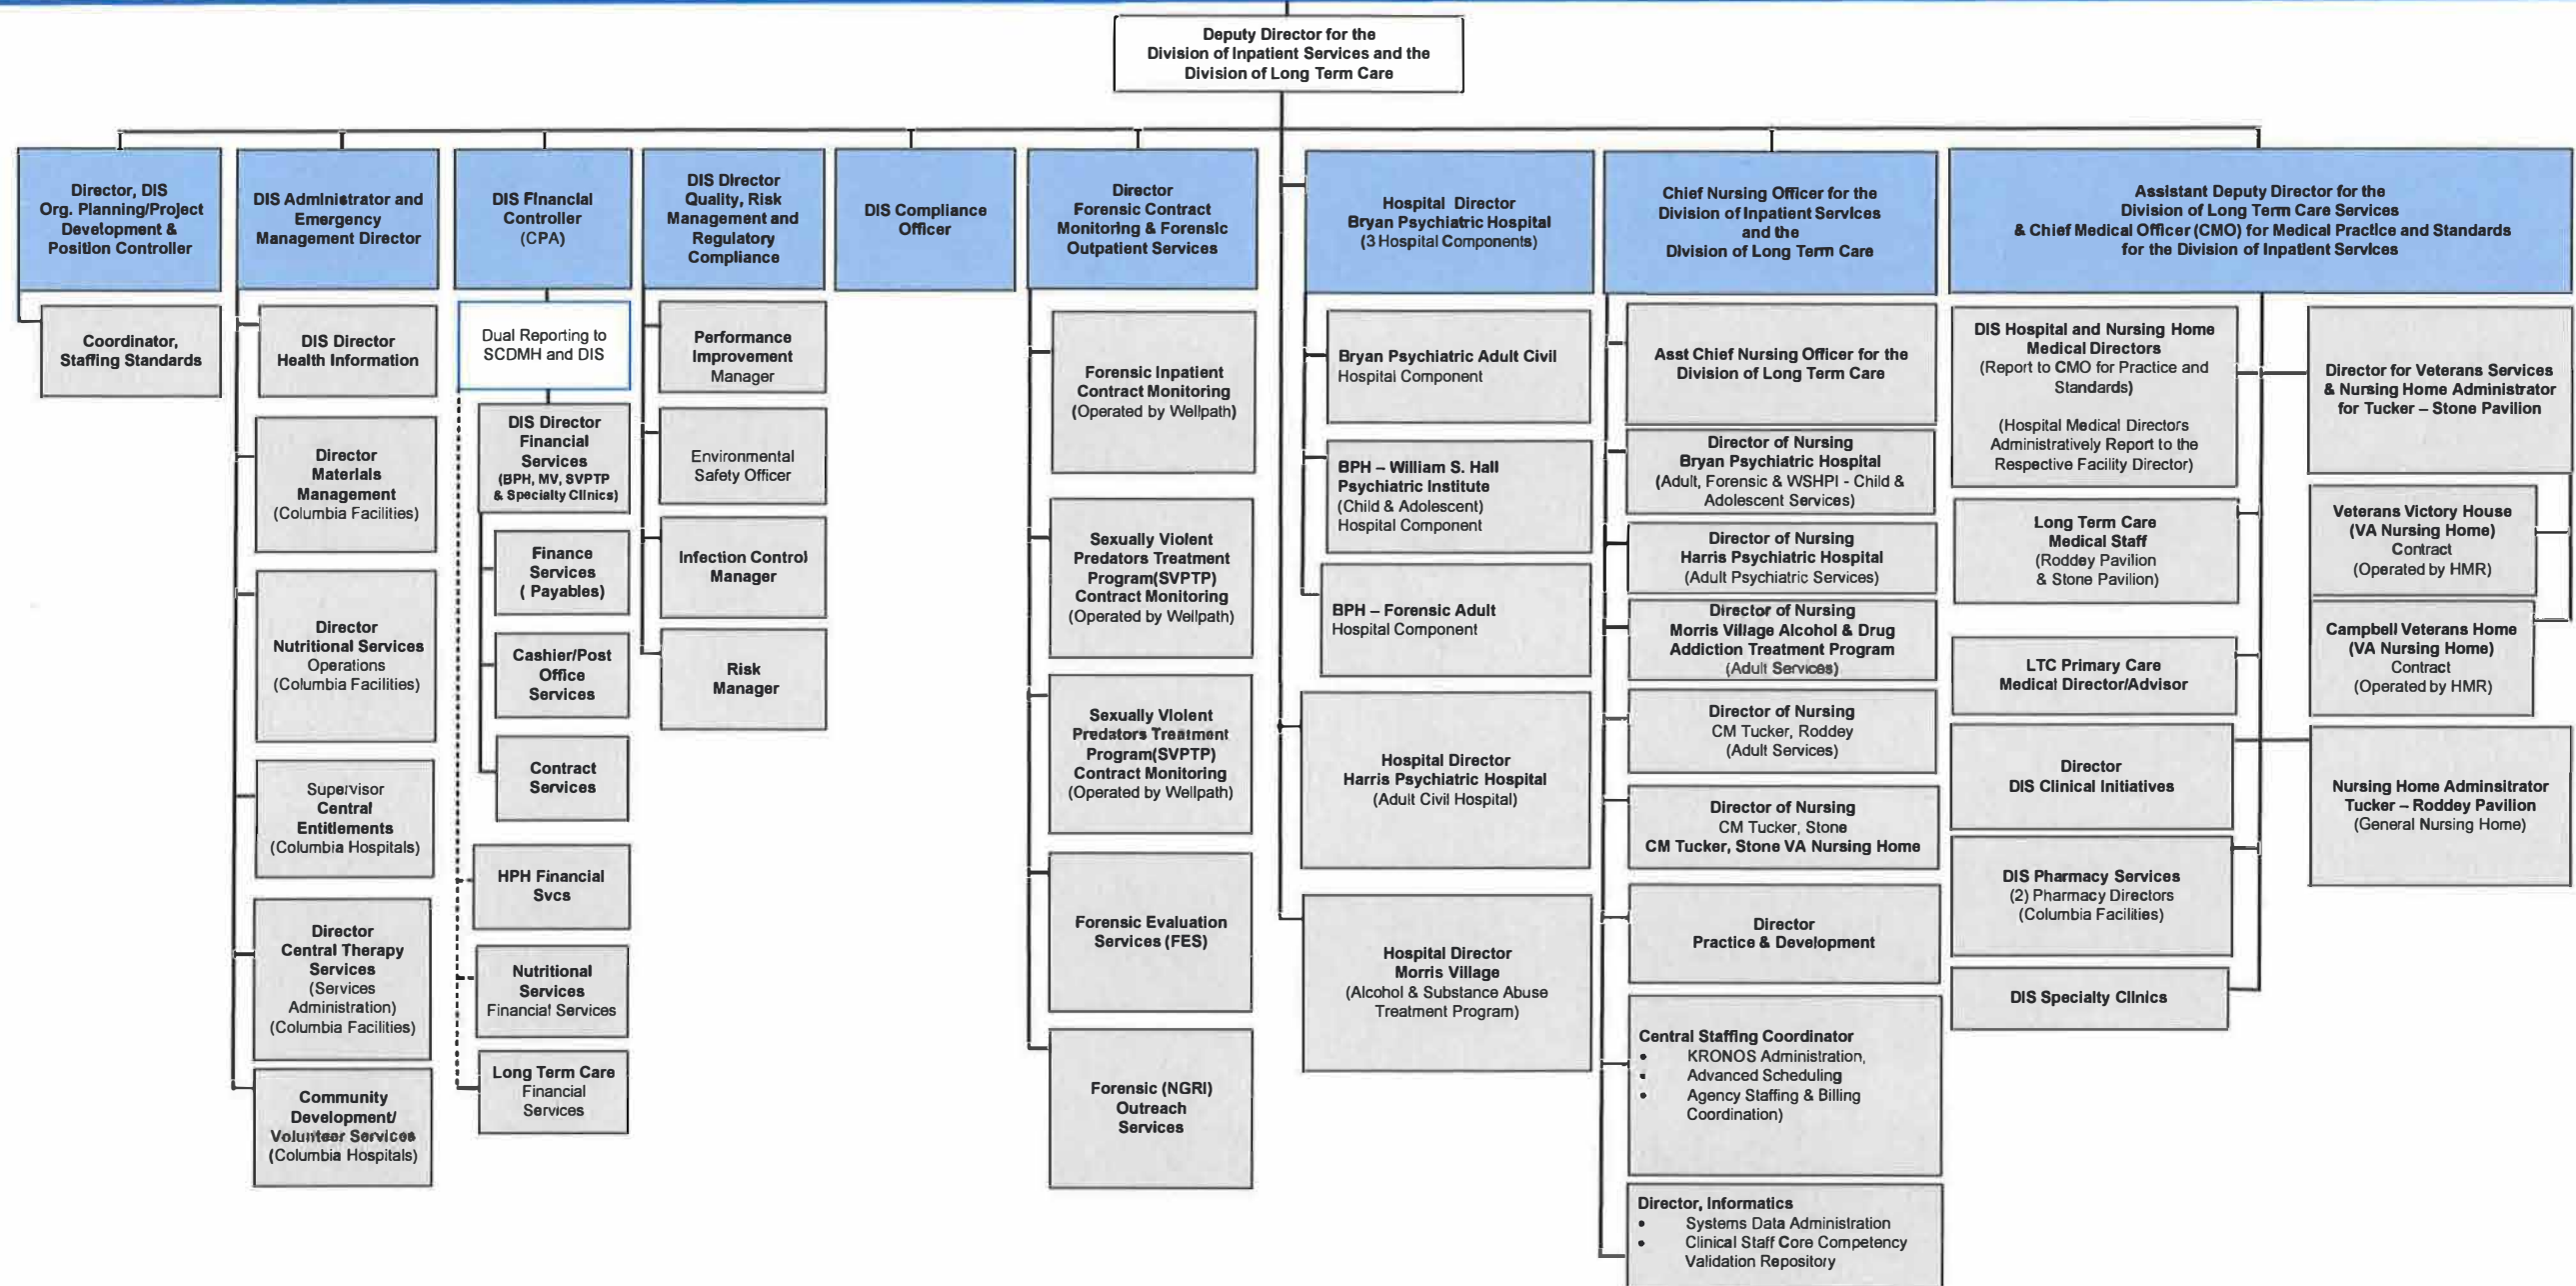 Deputy Director for the
Division of Inpatient Services and the
Division of Long Term Care
Director, DIS
Org. Planning/Project
Development &
Position Controller
Coordinator,
Staffing Standards
DIS Administrator and
Emergency
Management Director
DIS Director
Health Information
Director
Materials
Management
(Columbia Facilities)
Director
Nutritional Services
Operations
(Columbia Facilities)
Supervisor
Central
Entitlements
(Columbia Hospitals)
Director
Central Therapy
Services
(Services
Administration)
(Columbia Facilities)
Community
Development/
Volunteer Services
(Columbia Hospitals)
DIS Financial
Controller
(CPA)
Dual Reporting to
SCDMH and DIS
DIS Director
Financial
Services
(BPH, MV, SVPTP
& Specialty Clinics)
Finance
Services
( Payables)
Cashier/Post
Office
Services
Contract
Services
HPH Financial
Svcs
Nutritional
Services
Financial Services
Long Term Care
Financial
Services
DIS Director
Quality, Risk
Management and
Regulatory
Compliance
Performance
Improvement
Manager
Environmental
Safety Officer
Infection Control
Manager
Risk
Manager
DIS Compliance
Officer
Director
Forensic Contract
Monitoring & Forensic
Outpatient Services
Forensic Inpatient
Contract Monitoring
(Operated by Wellpath)
Sexually Violent
Predators Treatment
Program(SVPTP)
Contract Monitoring
(Operated by Wellpath)
Sexually Violent
Predators Treatment
Program(SVPTP)
Contract Monitoring
(Operated by Wellpath)
Forensic Evaluation
Services (FES)
Forensic (NGRI)
Outreach
Services
Hospital Director
Bryan Psychiatric Hospital
(3 Hospital Components)
Bryan Psychiatric Adult Civil
Hospital Component
BPH – William S. Hall
Psychiatric Institute
(Child & Adolescent)
Hospital Component
BPH – Forensic Adult
Hospital Component
Hospital Director
Harris Psychiatric Hospital
(Adult Civil Hospital)
Hospital Director
Morris Village
(Alcohol & Substance Abuse
Treatment Program)
Chief Nursing Officer for the
Division of Inpatient Services
and the
Division of Long Term Care
Asst Chief Nursing Officer for the
Division of Long Term Care
Director of Nursing
Bryan Psychiatric Hospital
(Adult, Forensic & WSHPI - Child &
Adolescent Services)
Director of Nursing
Harris Psychiatric Hospital
(Adult Psychiatric Services)
Director of Nursing
Morris Village Alcohol & Drug
Addiction Treatment Program
(Adult Services)
Director of Nursing
CM Tucker, Roddey
(Adult Services)
Director of Nursing
CM Tucker, Stone
CM Tucker, Stone VA Nursing Home
Director
Practice & Development
Central Staffing Coordinator
• KRONOS Administration,
• Advanced Scheduling
• Agency Staffing & Billing
Coordination)
Director, Informatics
• Systems Data Administration
• Clinical Staff Core Competency
Validation Repository
Assistant Deputy Director for the
Division of Long Term Care Services
& Chief Medical Officer (CMO) for Medical Practice and Standards
for the Division of Inpatient Services
DIS Hospital and Nursing Home
Medical Directors
(Report to CMO for Practice and
Standards)
(Hospital Medical Directors
Administratively Report to the
Respective Facility Director)
Long Term Care
Medical Staff
(Roddey Pavilion
& Stone Pavilion)
LTC Primary Care
Medical Director/Advisor
Director
DIS Clinical Initiatives
DIS Pharmacy Services
(2) Pharmacy Directors
(Columbia Facilities)
DIS Specialty Clinics
Director for Veterans Services
& Nursing Home Administrator
for Tucker – Stone Pavilion
Veterans Victory House
(VA Nursing Home)
Contract
(Operated by HMR)
Campbell Veterans Home
(VA Nursing Home)
Contract
(Operated by HMR)
Nursing Home Adminsitrator
Tucker – Roddey Pavilion
(General Nursing Home)